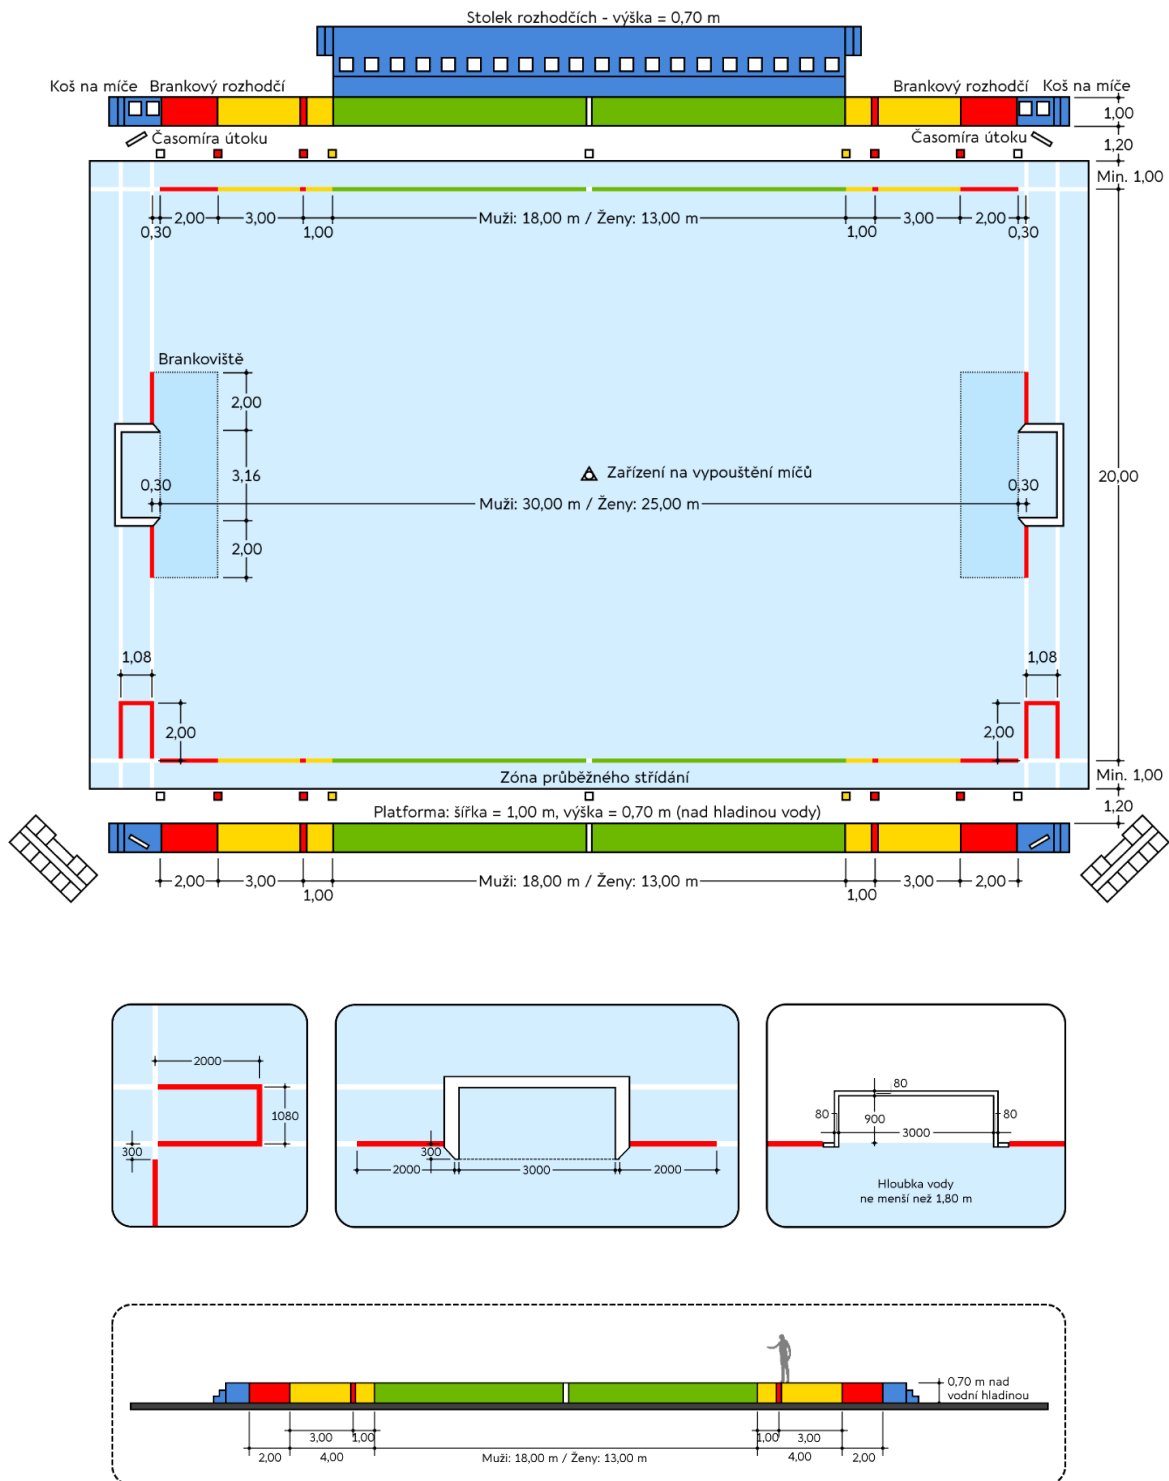 Stolek rozhodčích - výška = 0,70 m
Koš na míče
Brankový rozhodčí
Brankový rozhodčí
Koš na míče
1,00
Časomíra útoku
Časomíra útoku
1,20
Min. 1,00
2,00
3,00
Muži: 18,00 m / Ženy: 13,00 m
3,00
2,00
0,30
1,00
1,00
0,30
Brankoviště
2,00
3,16
Zařízení na vypouštění míčů
20,00
0,30
0,30
Muži: 30,00 m / Ženy: 25,00 m
2,00
1,08
1,08
2,00
2,00
Zóna průběžného střídání
Min. 1,00
1,20
Platforma: šířka = 1,00 m, výška = 0,70 m (nad hladinou vody)
2,00
3,00
Muži: 18,00 m / Ženy: 13,00 m
3,00
2,00
1,00
1,00
2000
1080
300
300
2000
3000
2000
80
80
900
80
3000
Hloubka vody
ne menší než 1,80 m
0,70 m nad
vodní hladinou
3,00
1,00
1,00
3,00
2,00
4,00
Muži: 18,00 m / Ženy: 13,00 m
4,00
2,00